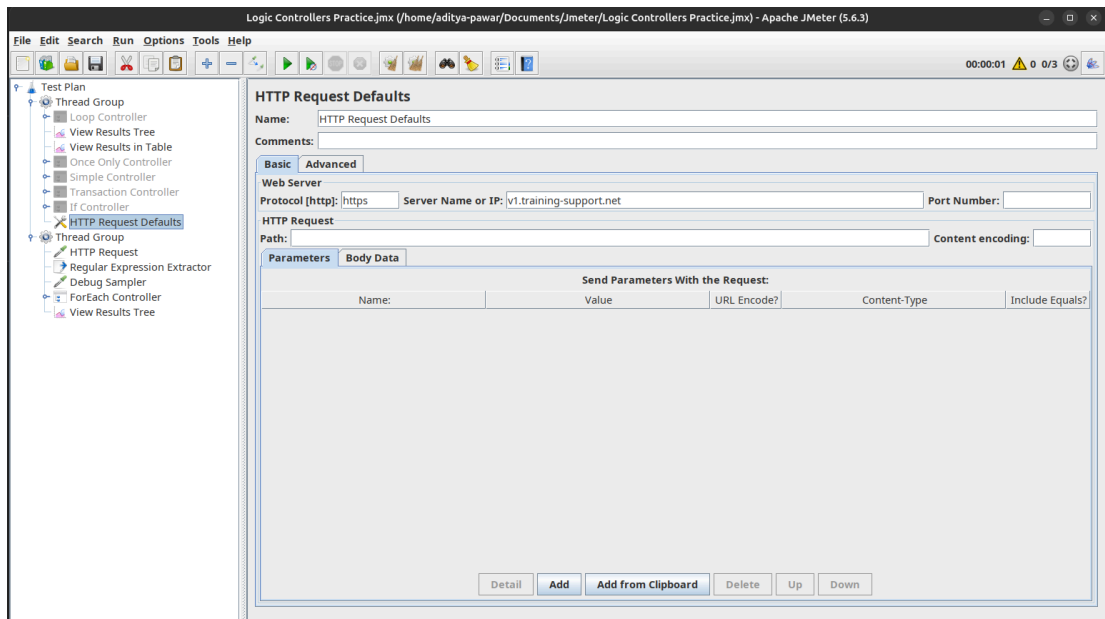 Logic Controllers Practice.jmx (/home/aditya-pawar/Documents/Jmeter/Logic Controllers Practice.jmx) - Apache JMeter (5.6.3)
File Edit Search Run Options Tools Help
00:00:01 0 0/3
Test Plan
Thread Group
Loop Controller
View Results Tree
View Results in Table
Once Only Controller
Simple Controller
Transaction Controller
If Controller
HTTP Request Defaults
Thread Group
HTTP Request
Regular Expression Extractor
Debug Sampler
ForEach Controller
View Results Tree
HTTP Request Defaults
Name: HTTP Request Defaults
Comments:
Basic Advanced
Web Server
Protocol [http]: https Server Name or IP: v1.training-support.net Port Number:
HTTP Request
Path: Content encoding:
Parameters Body Data
Send Parameters With the Request:
Name: Value URL Encode? Content-Type Include Equals?
Detail Add Add from Clipboard Delete Up Down